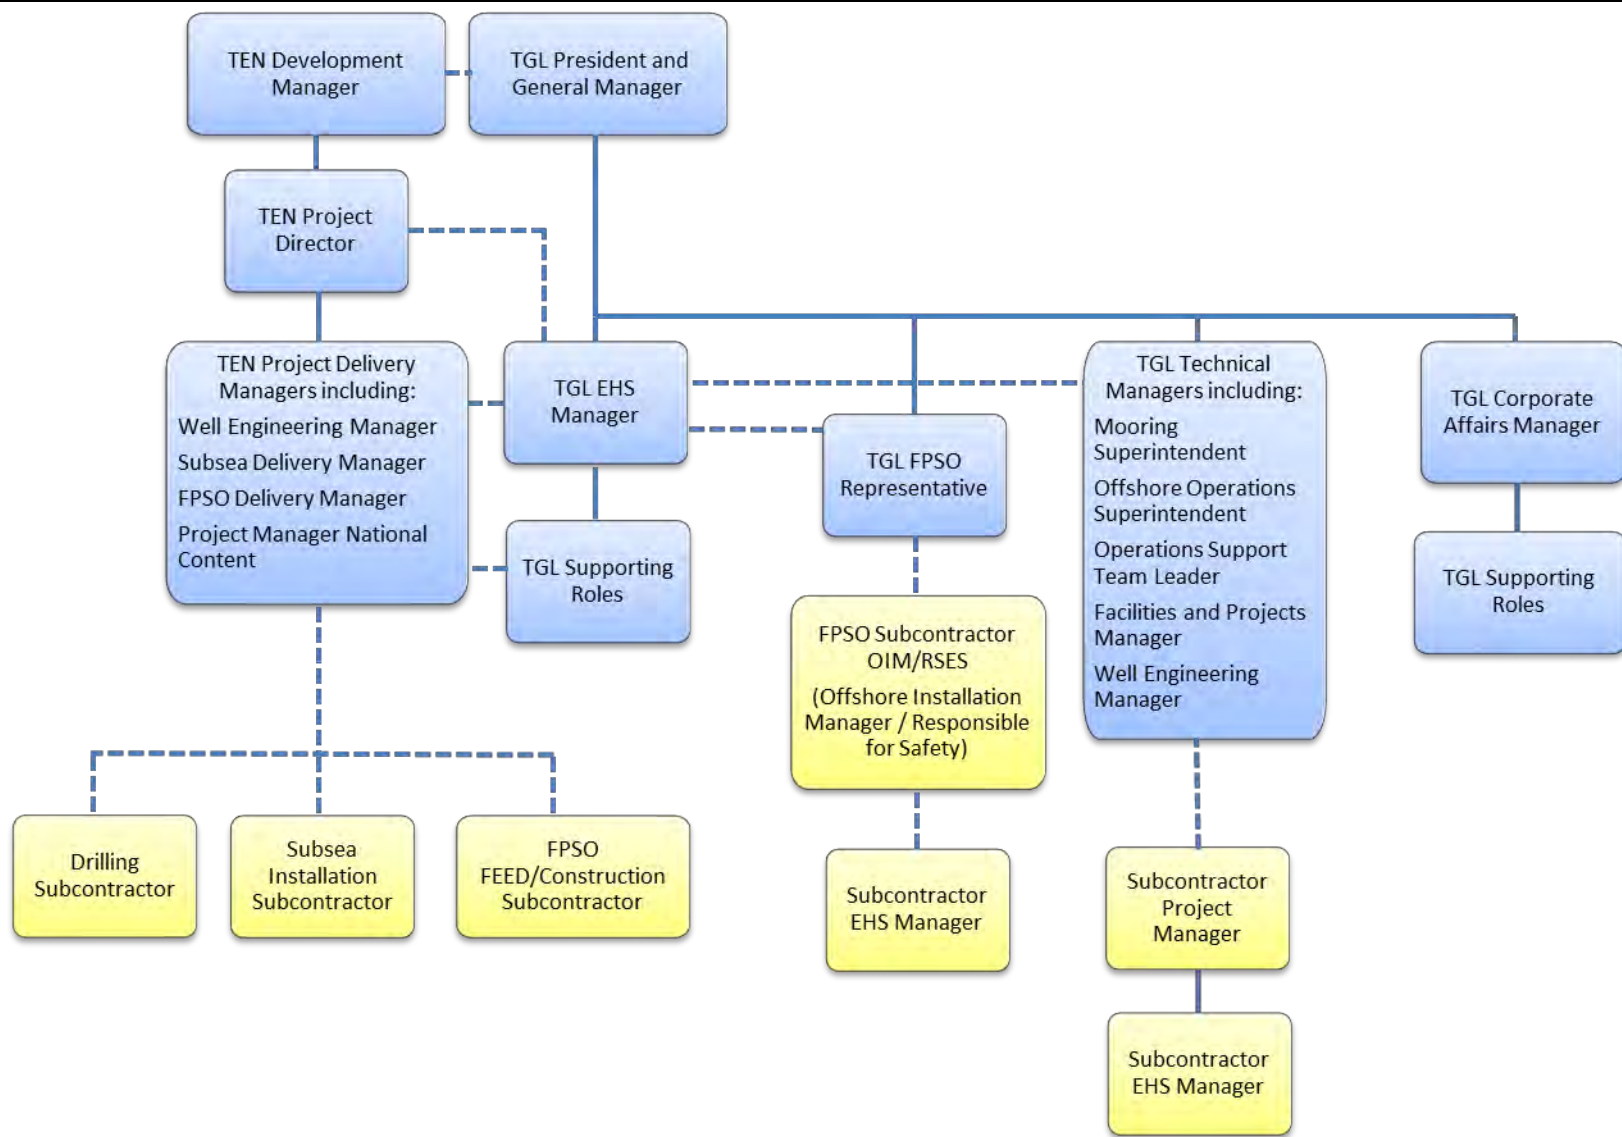 TEN Development
Manager
TGL President and
General Manager
TEN Project
Director
TEN Project Delivery
Managers including:
Well Engineering Manager
Subsea Delivery Manager
FPSO Delivery Manager
Project Manager National
Content
TGL EHS
Manager
TGL Supporting
Roles
TGL FPSO
Representative
TGL Technical
Managers including:
Mooring
Superintendent
Offshore Operations
Superintendent
Operations Support
Team Leader
Facilities and Projects
Manager
Well Engineering
Manager
TGL Corporate
Affairs Manager
TGL Supporting
Roles
FPSO Subcontractor
OIM/RSES
(Offshore Installation
Manager / Responsible
for Safety)
Drilling
Subcontractor
Subsea
Installation
Subcontractor
FPSO
FEED/Construction
Subcontractor
Subcontractor
EHS Manager
Subcontractor
Project
Manager
Subcontractor
EHS Manager